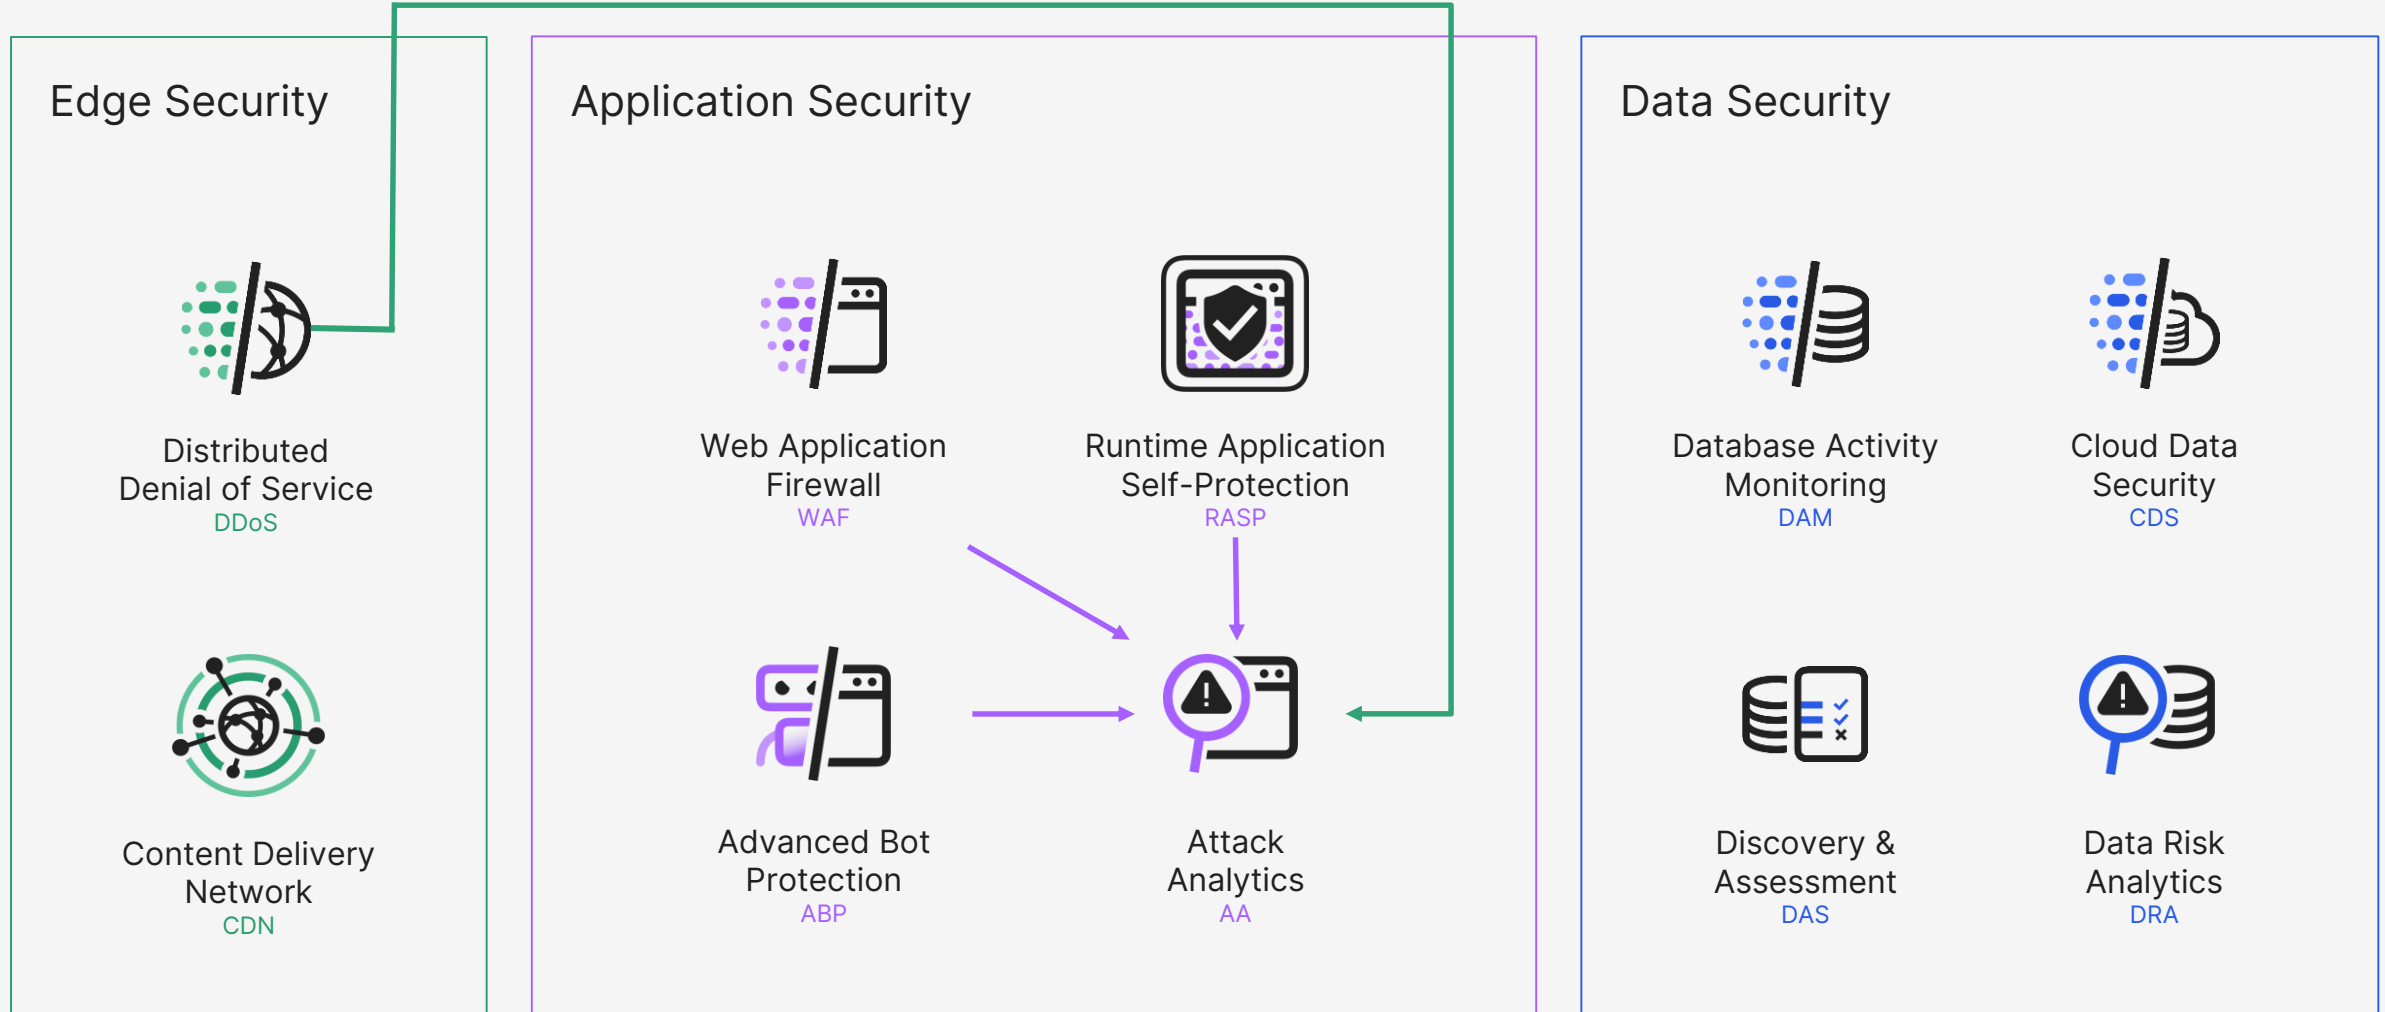 Edge Security
Distributed
Denial of Service
DDoS
Content Delivery
Network
CDN
Application Security
Web Application
Firewall
WAF
Runtime Application
Self-Protection
RASP
Advanced Bot
Protection
ABP
Attack
Analytics
AA
Data Security
Database Activity
Monitoring
DAM
Cloud Data
Security
CDS
Discovery &
Assessment
DAS
Data Risk
Analytics
DRA